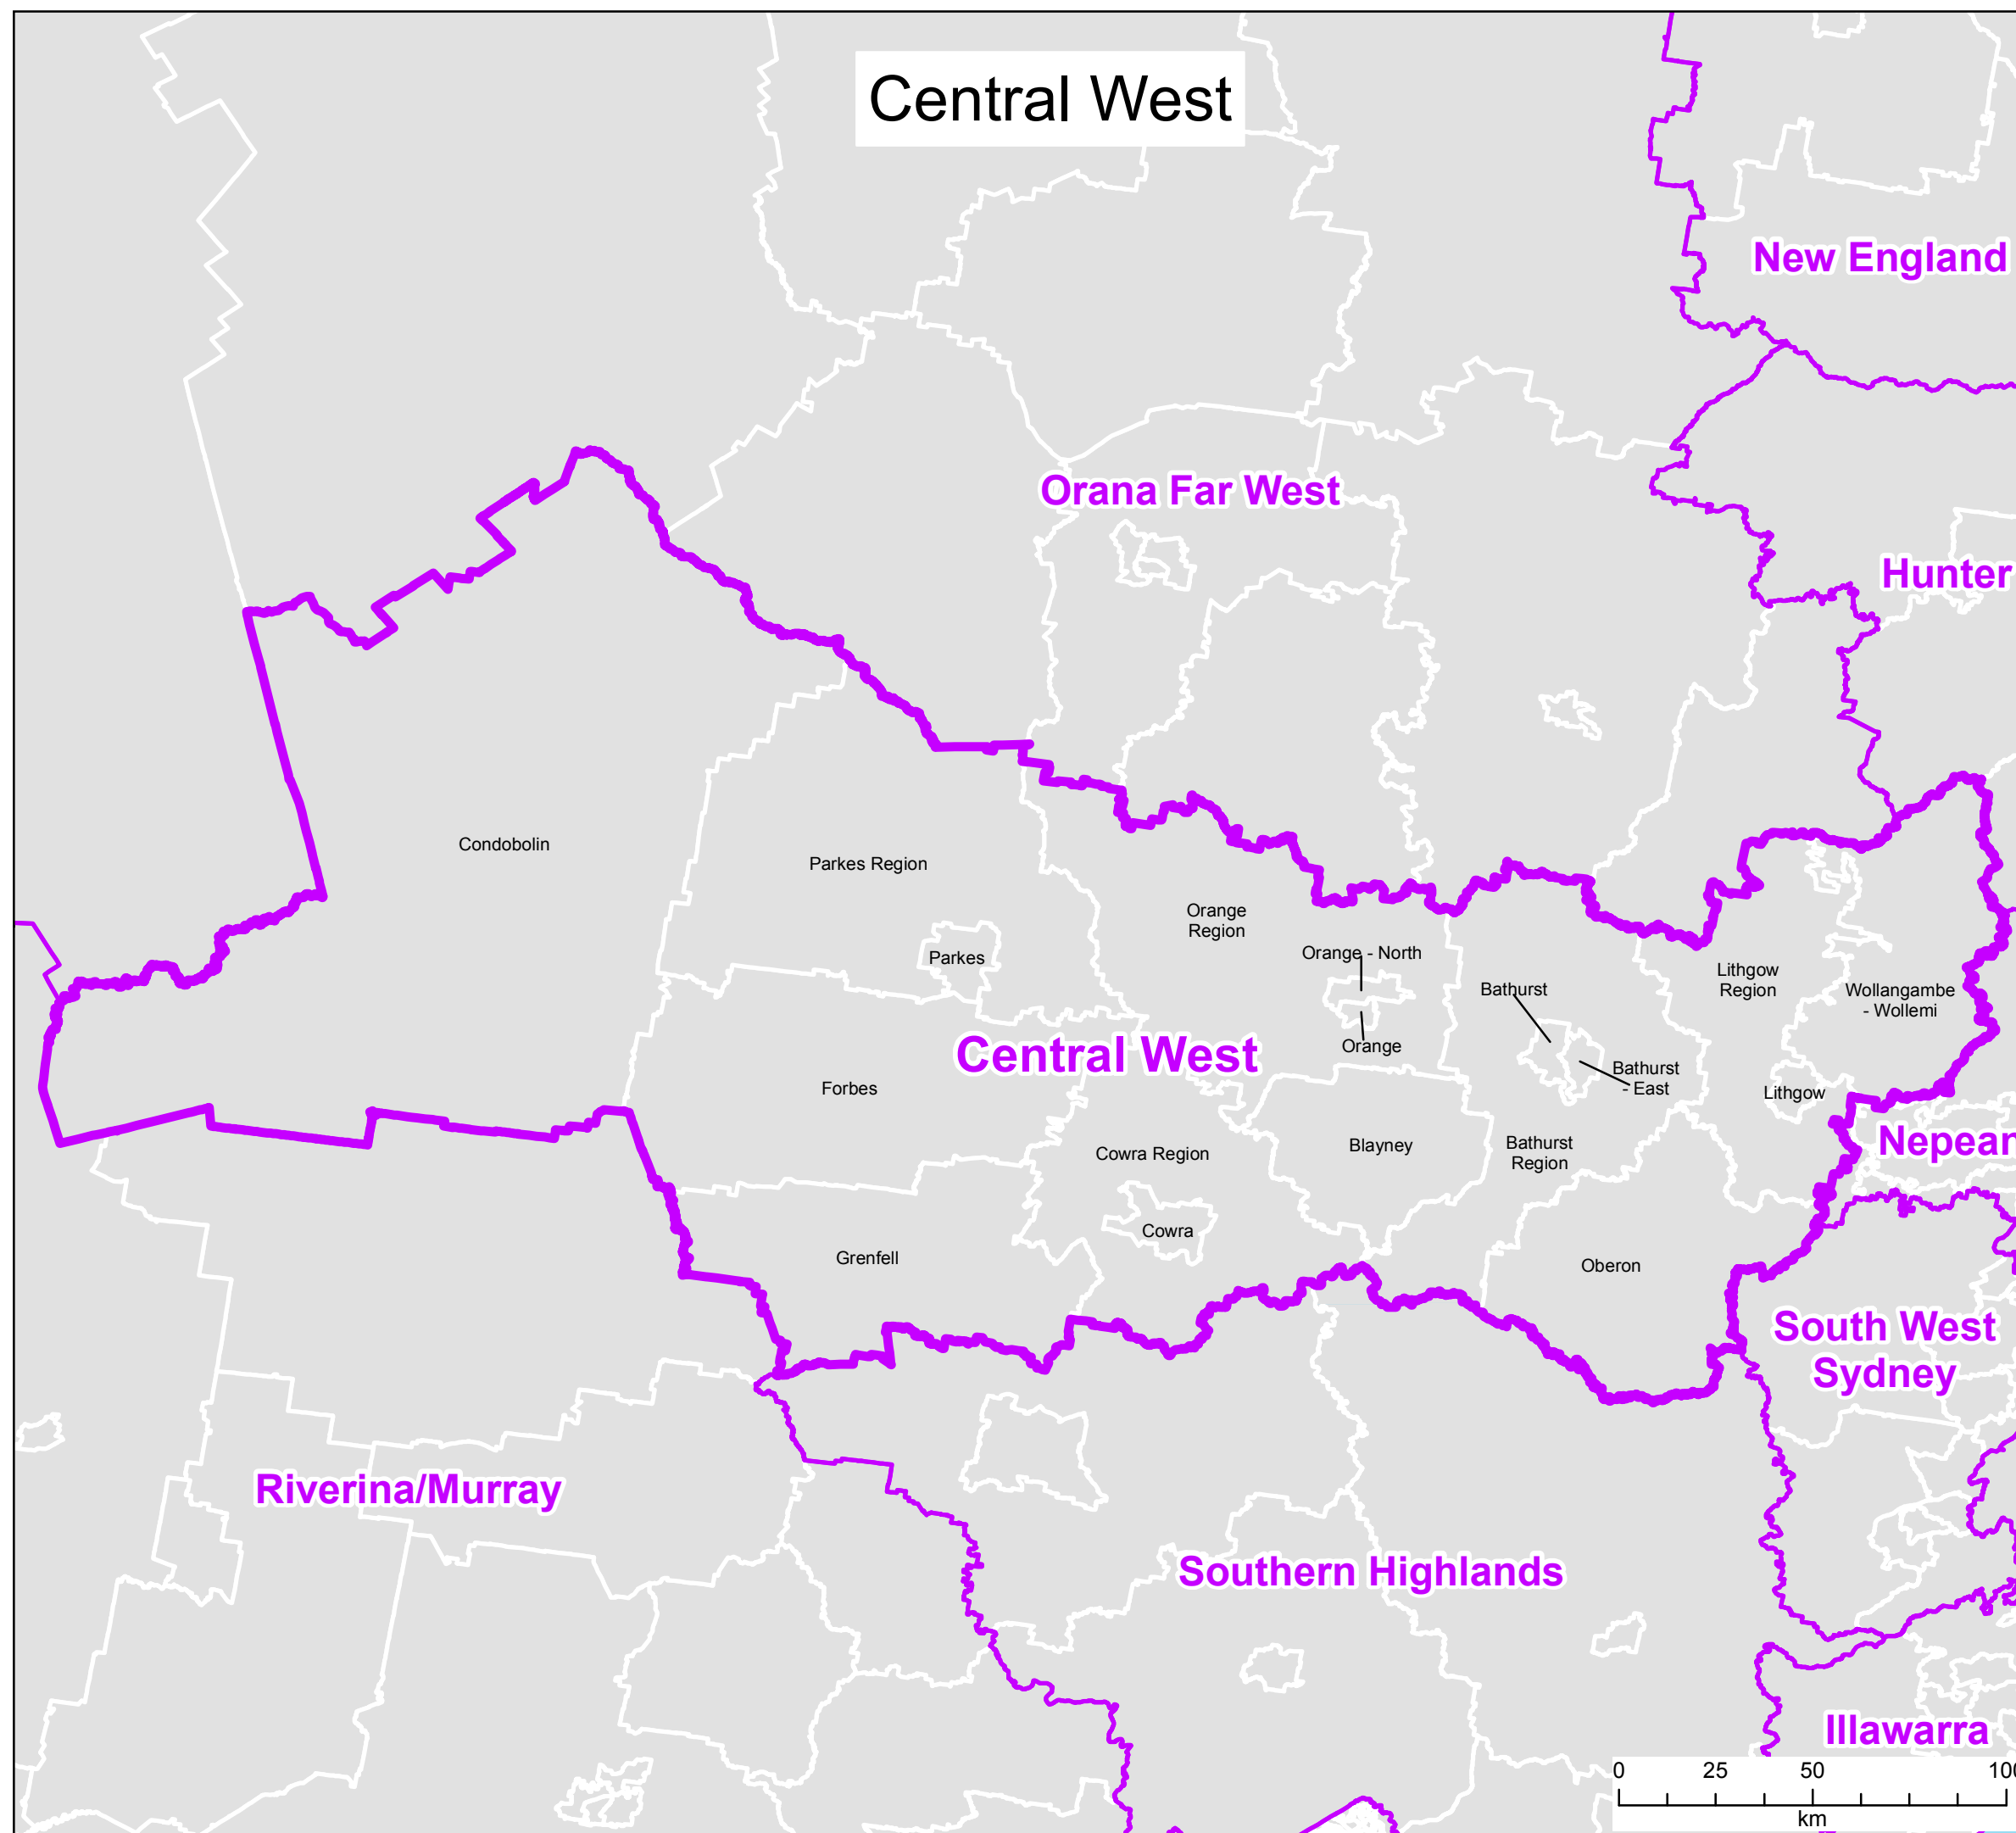 Central West
New England
Orana Far West
Hunter
Condobolin
Parkes Region
Orange
Region
Orange - North
Parkes
Lithgow
Region
Bathurst
Wollangambe
- Wollemi
Orange
Central West
Bathurst
- East
Forbes
Lithgow
Nepean
Blayney
Bathurst
Region
Cowra Region
Cowra
Grenfell
Oberon
South West
Sydney
Riverina/Murray
Southern Highlands
Illawarra
0 25 50 100
km